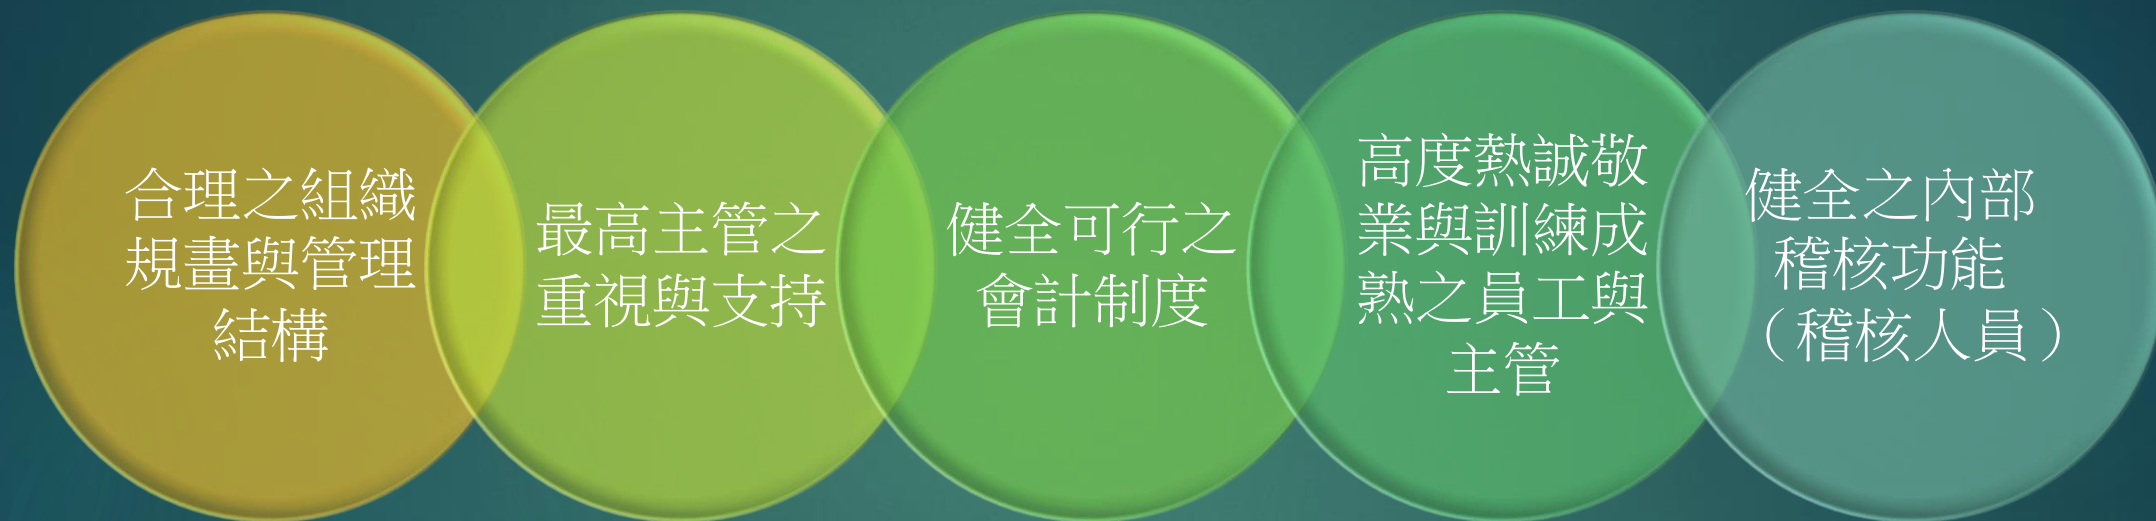 合理之組織
規畫與管理
結構
最高主管之
重視與支持
健全可行之
會計制度
高度熱誠敬
業與訓練成
熟之員工與
主管
健全之內部
稽核功能
（稽核人員）